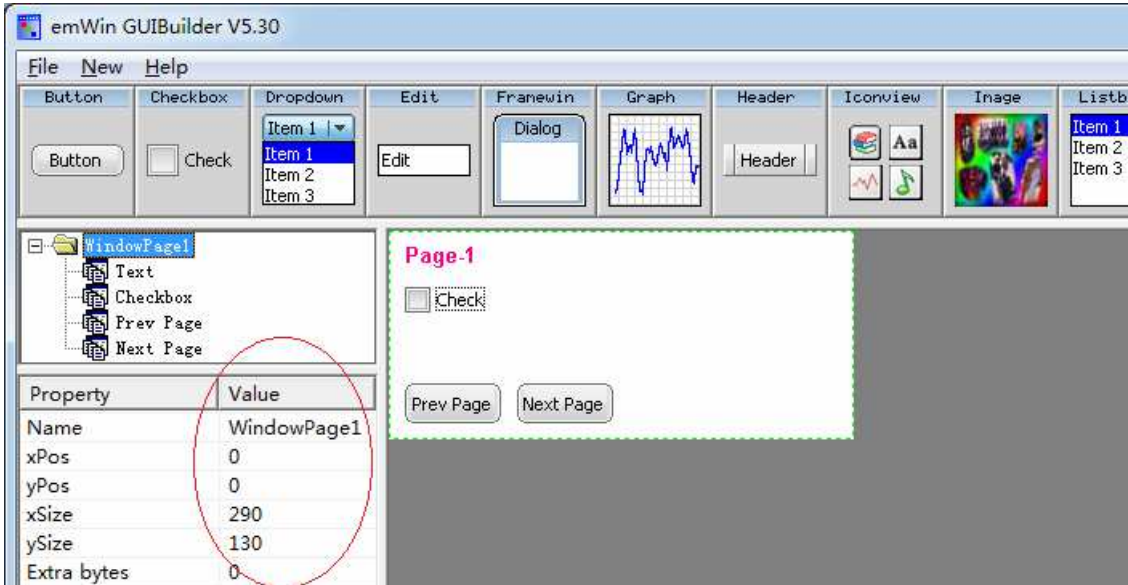 emWin GUIBuilder V5.30
File New Help
Button Checkbox Dropdown Edit Framewin Graph Header Iconview Image Listb
Button
Check
Item 1
Item 1
Item 2
Item 3
Edit
Dialog
Header
Aa
Item 1
Item 2
Item 3
WindowPage1
Text
Checkbox
Prev Page
Next Page
Property Value
Name WindowPage1
xPos 0
yPos 0
xSize 290
ySize 130
Extra bytes 0
Page-1
Check
Prev Page Next Page